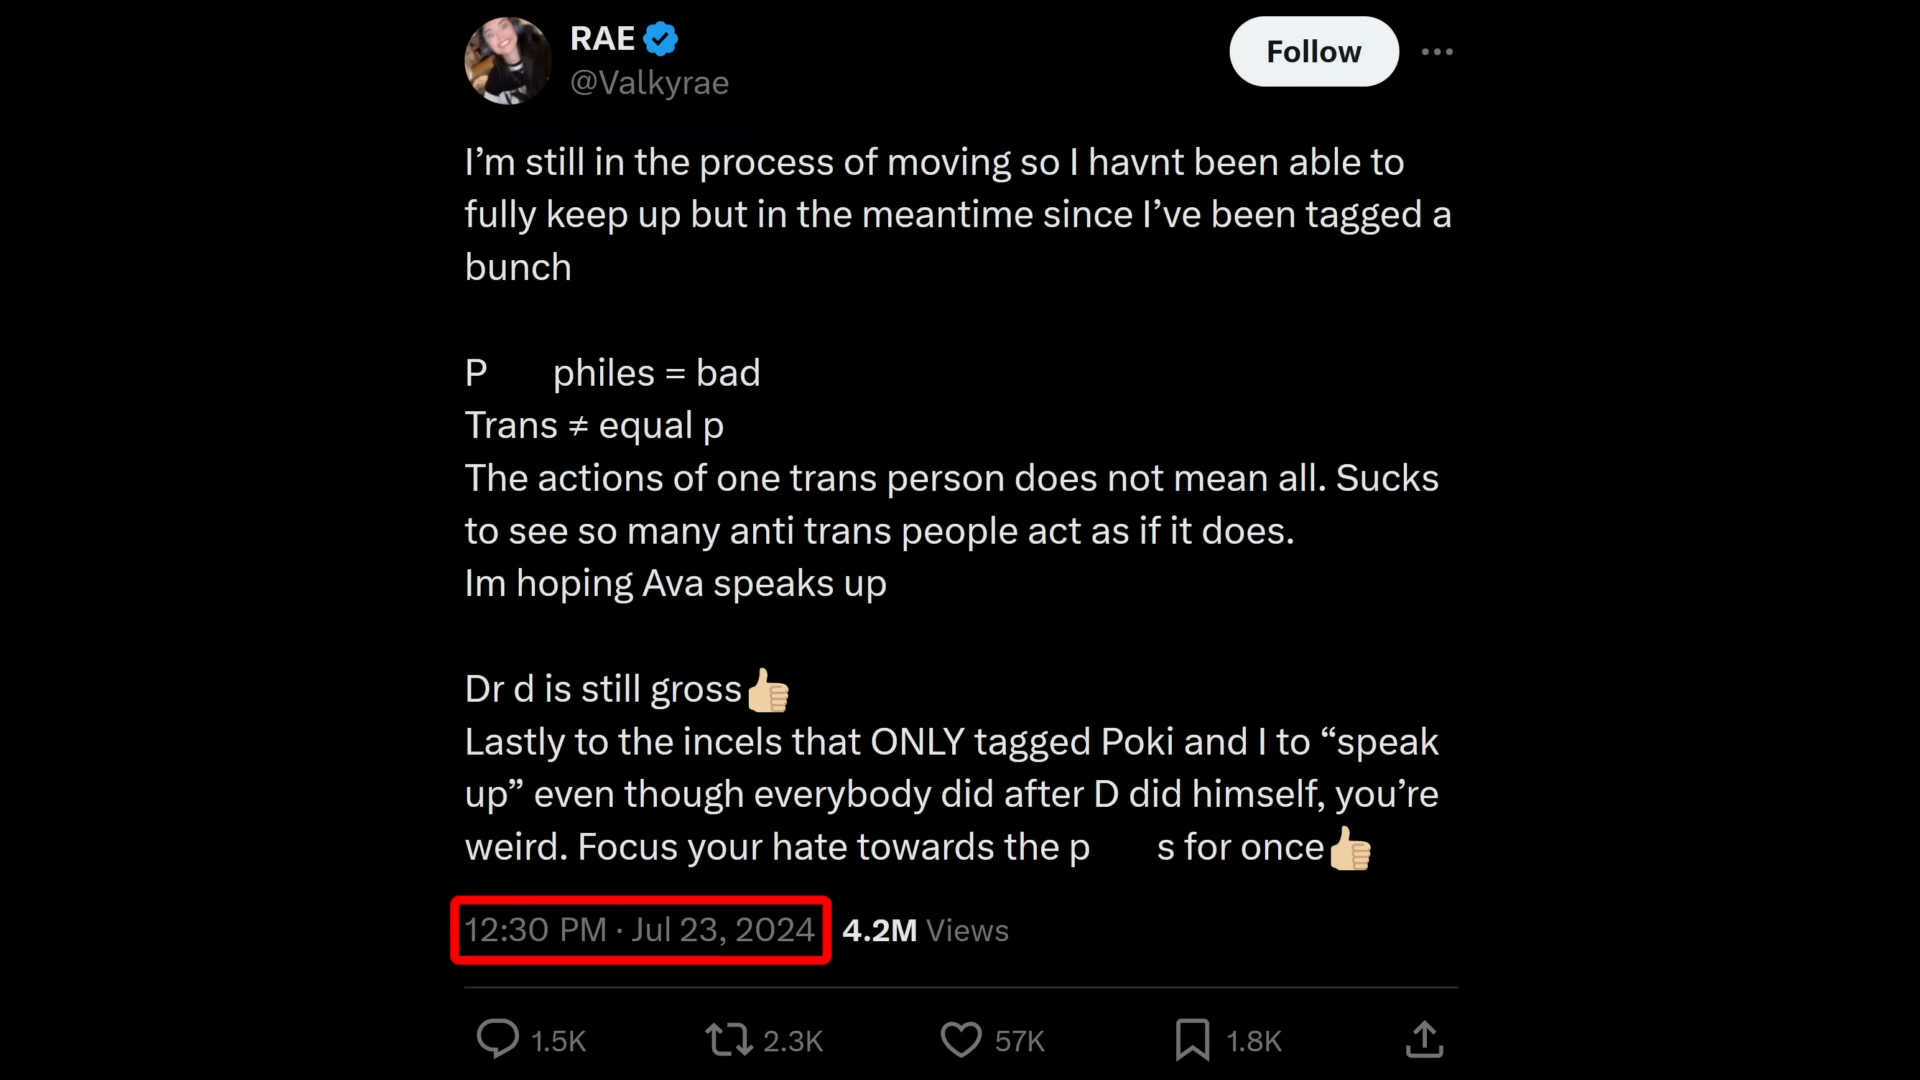 RAE
@Valkyrae
Follow
I’m still in the process of moving so I havnt been able to
fully keep up but in the meantime since I’ve been tagged a
bunch
P philes = bad
Trans ≠ equal p
The actions of one trans person does not mean all. Sucks
to see so many anti trans people act as if it does.
Im hoping Ava speaks up
Dr d is still gross👍🏼
Lastly to the incels that ONLY tagged Poki and I to “speak
up” even though everybody did after D did himself, you’re
weird. Focus your hate towards the p s for once👍🏼
12:30 PM · Jul 23, 2024 4.2M Views
1.5K 2.3K 57K 1.8K